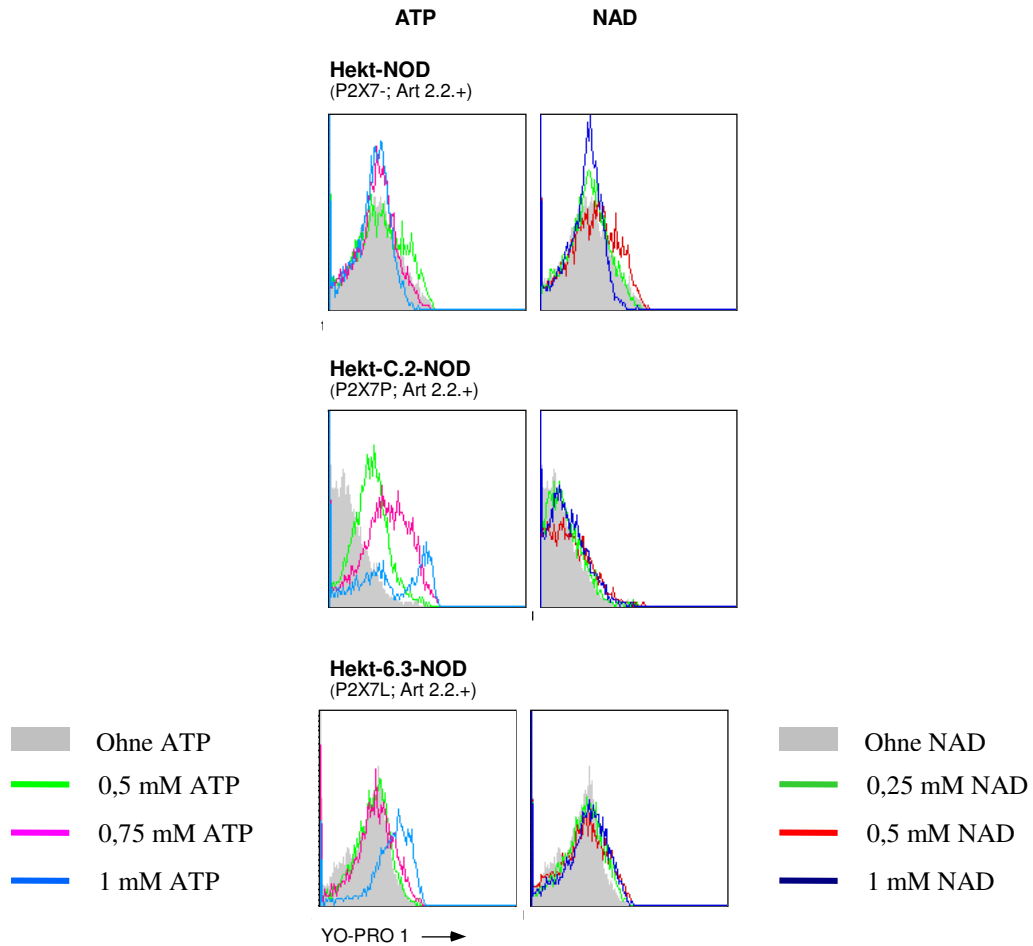 ATP
NAD
Hekt-NOD
(P2X7-; Art 2.2.+)
Hekt-C.2-NOD
(P2X7P; Art 2.2.+)
Hekt-6.3-NOD
(P2X7L; Art 2.2.+)
Ohne ATP
0,5 mM ATP
0,75 mM ATP
1 mM ATP
Ohne NAD
0,25 mM NAD
0,5 mM NAD
1 mM NAD
YO-PRO 1